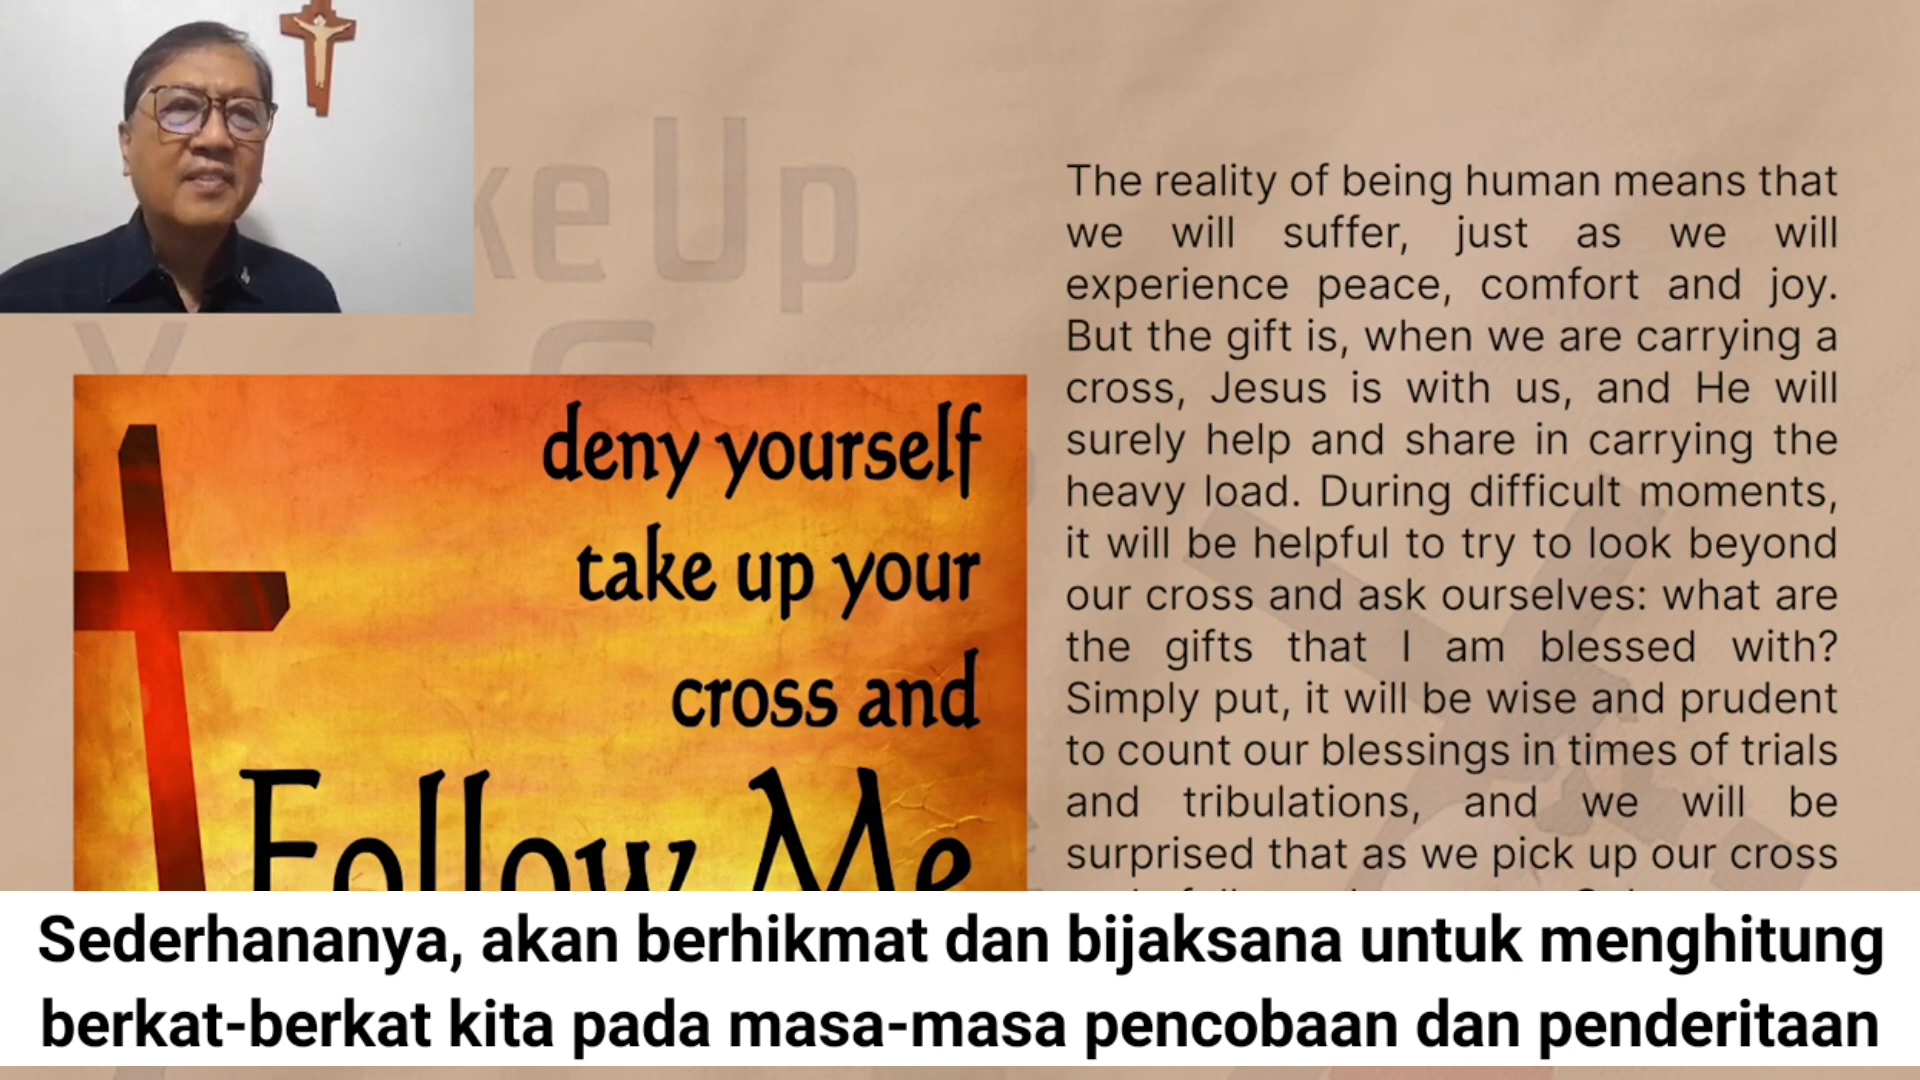 ke Up
deny yourself
take up your
cross and
Follow Me
The reality of being human means that
we will suffer, just as we will
experience peace, comfort and joy.
But the gift is, when we are carrying a
cross, Jesus is with us, and He will
surely help and share in carrying the
heavy load. During difficult moments,
it will be helpful to try to look beyond
our cross and ask ourselves: what are
the gifts that I am blessed with?
Simply put, it will be wise and prudent
to count our blessings in times of trials
and tribulations, and we will be
surprised that as we pick up our cross
Sederhananya, akan berhikmat dan bijaksana untuk menghitung
berkat-berkat kita pada masa-masa pencobaan dan penderitaan